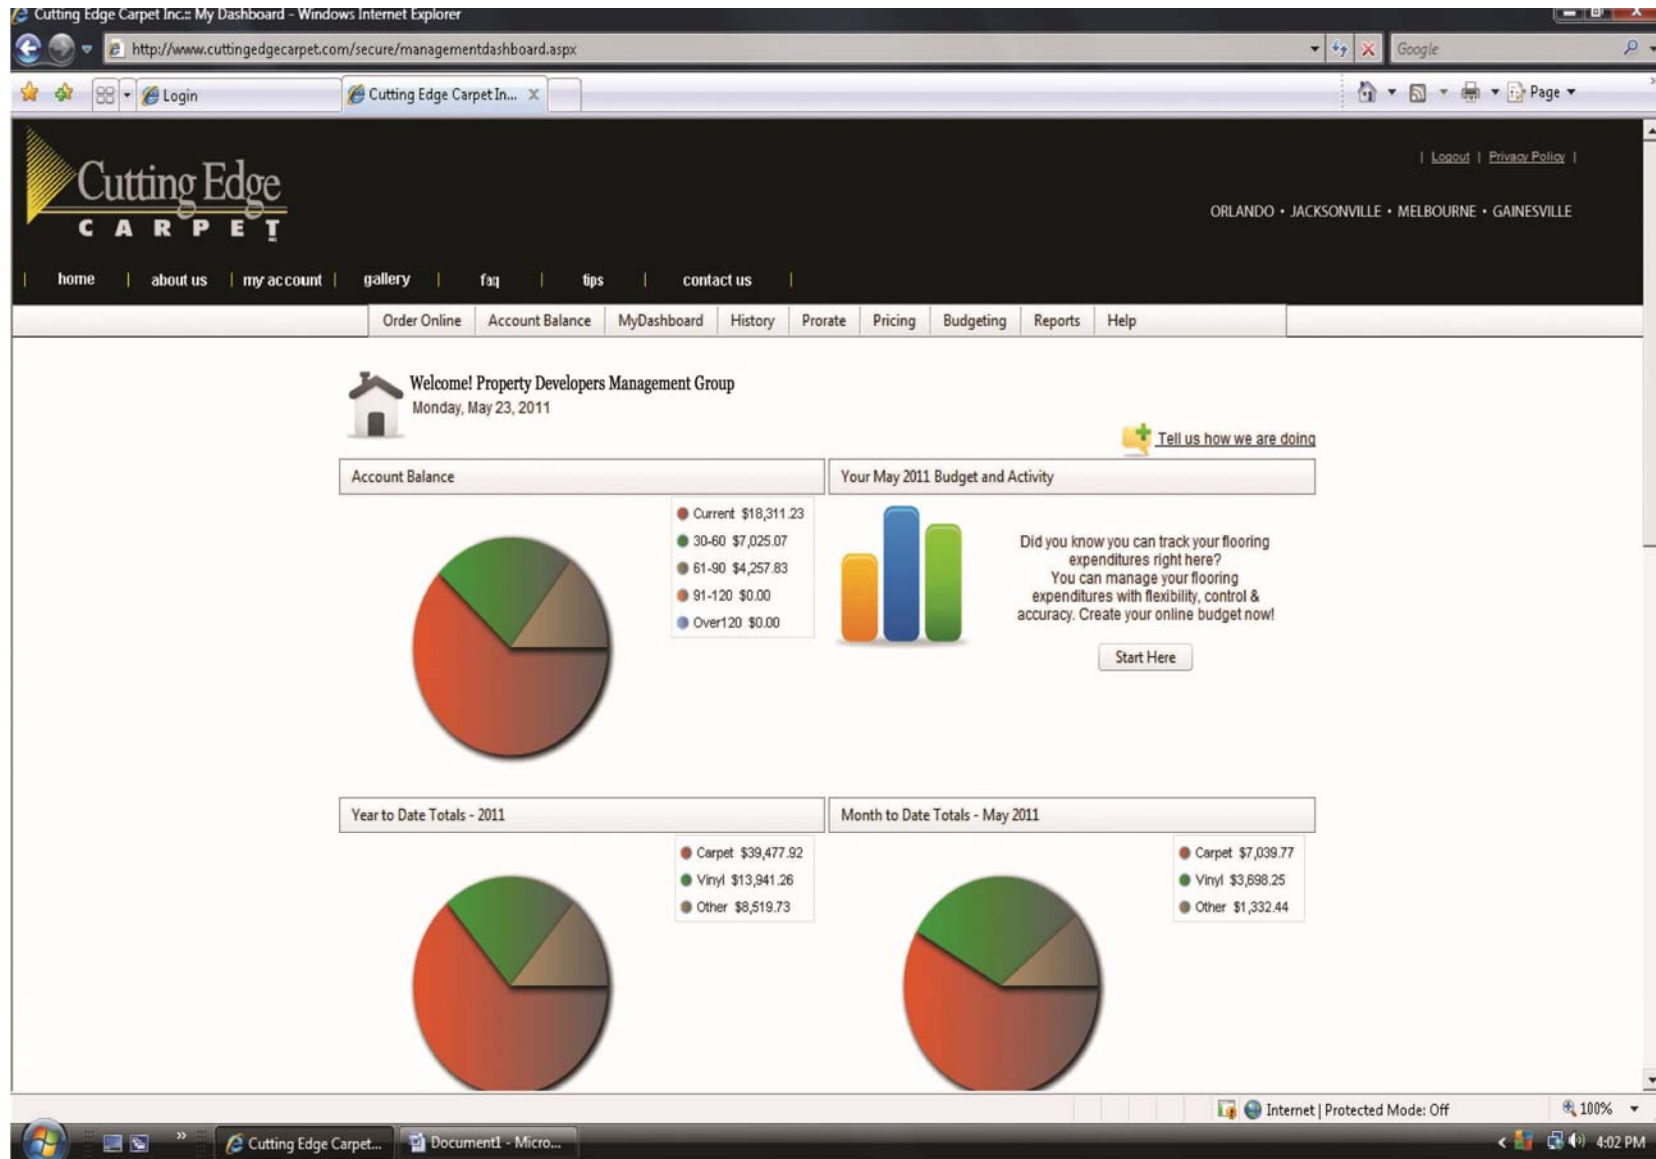 Cutting Edge Carpet Inc.:: My Dashboard - Windows Internet Explorer
http://www.cuttingedgecarpet.com/secure/managementdashboard.aspx
Google
Login
Cutting Edge Carpet In... X
Page
Cutting Edge
CARPET
INC
| Logout | Privacy Policy |
ORLANDO • JACKSONVILLE • MELBOURNE • GAINESVILLE
| home | about us | my account | gallery | faq | tips | contact us |
Order Online Account Balance MyDashboard History Prorate Pricing Budgeting Reports Help
Welcome! Property Developers Management Group
Monday, May 23, 2011
Tell us how we are doing
Account Balance
Current $18,311.23
30-60 $7,025.07
61-90 $4,257.83
91-120 $0.00
Over120 $0.00
Your May 2011 Budget and Activity
Did you know you can track your flooring
expenditures right here?
You can manage your flooring
expenditures with flexibility, control &
accuracy. Create your online budget now!
Start Here
Year to Date Totals - 2011
Carpet $39,477.92
Vinyl $13,941.26
Other $8,519.73
Month to Date Totals - May 2011
Carpet $7,039.77
Vinyl $3,698.25
Other $1,332.44
Internet | Protected Mode: Off
100%
Cutting Edge Carpet...
Document1 - Micro...
4:02 PM